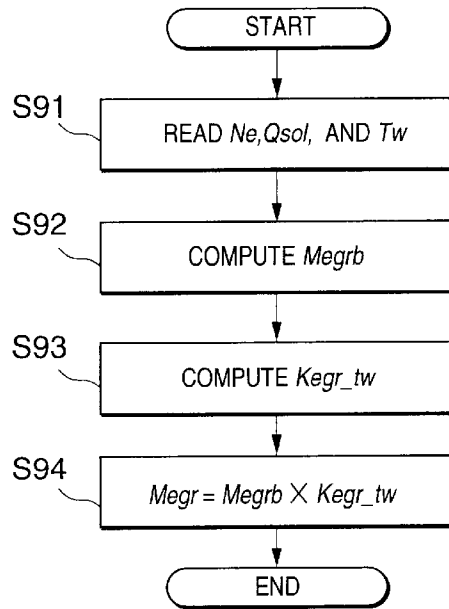 START
S91
READ Ne,Qsol, AND Tw
S92
COMPUTE Megrb
S93
COMPUTE Kegr_tw
S94
Megr = Megrb × Kegr_tw
END